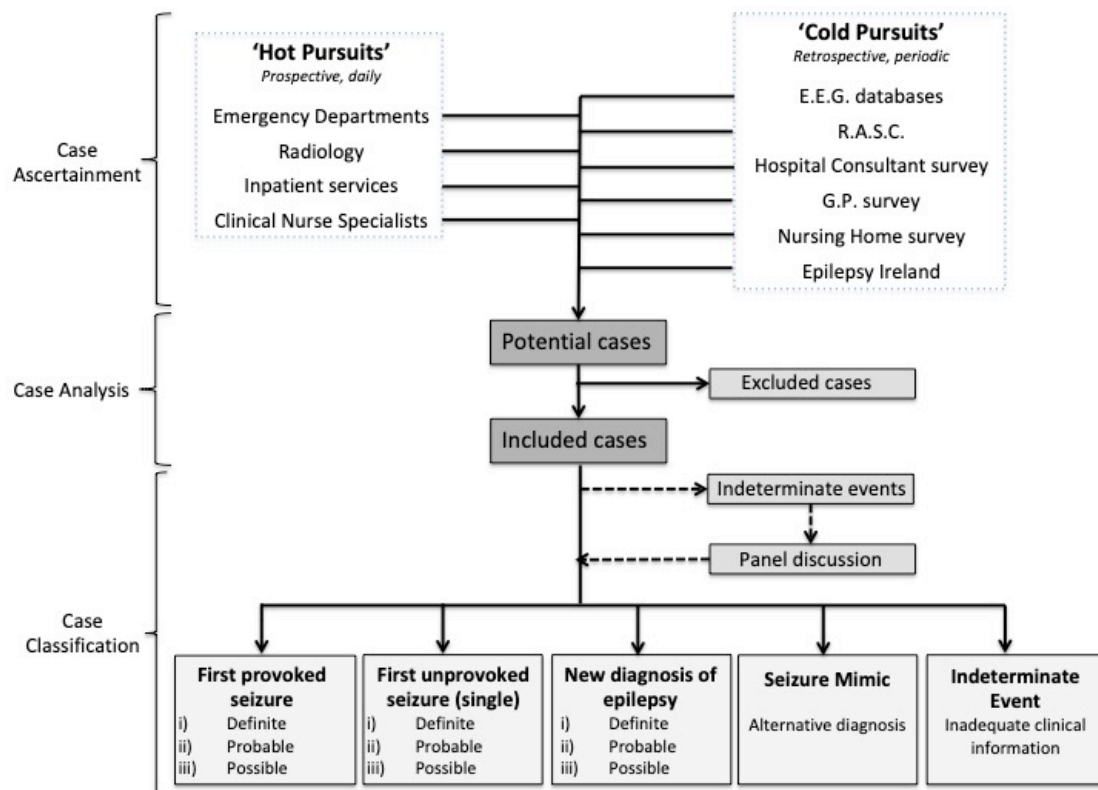 ‘Hot Pursuits’
Prospective, daily
Emergency Departments
Radiology
Inpatient services
Clinical Nurse Specialists
‘Cold Pursuits’
Retrospective, periodic
E.E.G. databases
R.A.S.C.
Hospital Consultant survey
G.P. survey
Nursing Home survey
Epilepsy Ireland
Case
Ascertainment
Potential cases
Excluded cases
Case Analysis
Included cases
Indeterminate events
Panel discussion
Case
Classification
First provoked
seizure
i) Definite
ii) Probable
iii) Possible
First unprovoked
seizure (single)
i) Definite
ii) Probable
iii) Possible
New diagnosis of
epilepsy
i) Definite
ii) Probable
iii) Possible
Seizure Mimic
Alternative diagnosis
Indeterminate
Event
Inadequate clinical
information